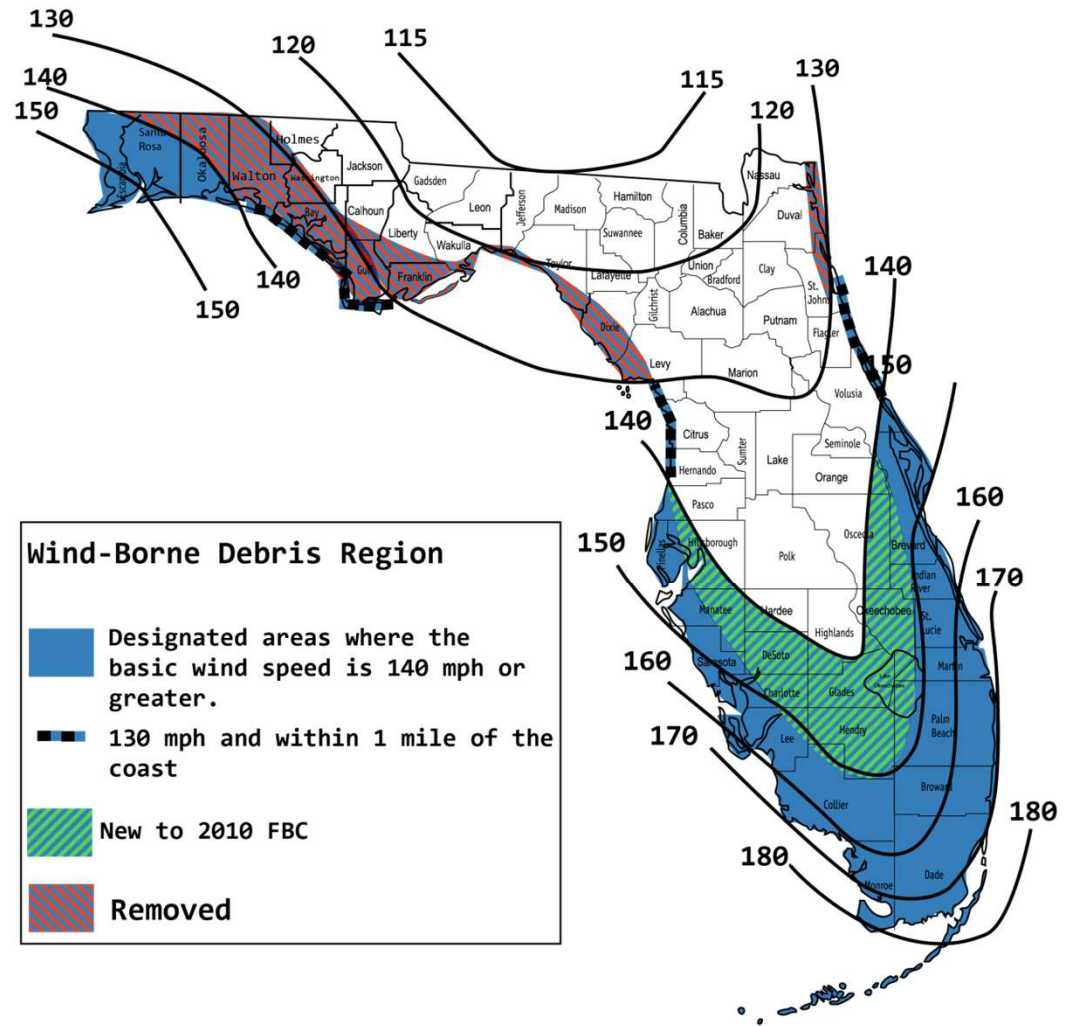 130
115
120
140
150
115
130
120
Santa
Rosa
Okaloosa
Walton
Holmes
Washington
Jackson
Bay
Calhoun
Gulf
Liberty
Franklin
Gadsden
Leon
Wakulla
Jefferson
Madison
Taylor
Hamilton
Suwannee
Lafayette
Dixie
Columbia
Baker
Union
Bradford
Gilchrist
Alachua
Levy
Marion
Nassau
Duval
Clay
St.
Johns
Putnam
Flagler
140
150
140
150
140
Volusia
Citrus
Sumter
Lake
Seminole
Orange
Hernando
Pasco
Hillsborough
Pinellas
Polk
Osceola
Brevard
Indian
River
160
150
170
Manatee
Hardee
Highlands
Okeechobee
St.
Lucie
Sarasota
DeSoto
Martin
160
Charlotte
Glades
Lake
Okeechobee
Lee
Hendry
Palm
Beach
170
Collier
Broward
180
180
Monroe
Dade
Wind-Borne Debris Region
Designated areas where the
basic wind speed is 140 mph or
greater.
130 mph and within 1 mile of the
coast
New to 2010 FBC
Removed